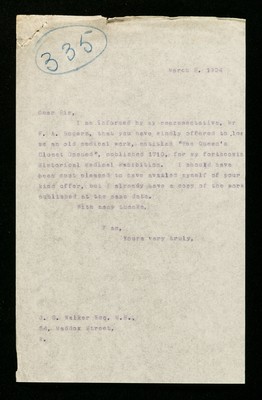 335
March 2, 1904
Dear Sir,
I am informed by my representative, Mr
F. A. Somers, that you have kindly offered to lend
me an old medical work, entitled "The Queen's
Closet Opened", published 1710, for my forthcoming
Historical Medical Exhibition. I should have
been most pleased to have availed myself of your
kind offer, but I already have a copy of the same
published at the same date.
With many thanks,
I am,
Yours very truly,
J. Walker Esq. M.D.,
Maddox Street,
W.